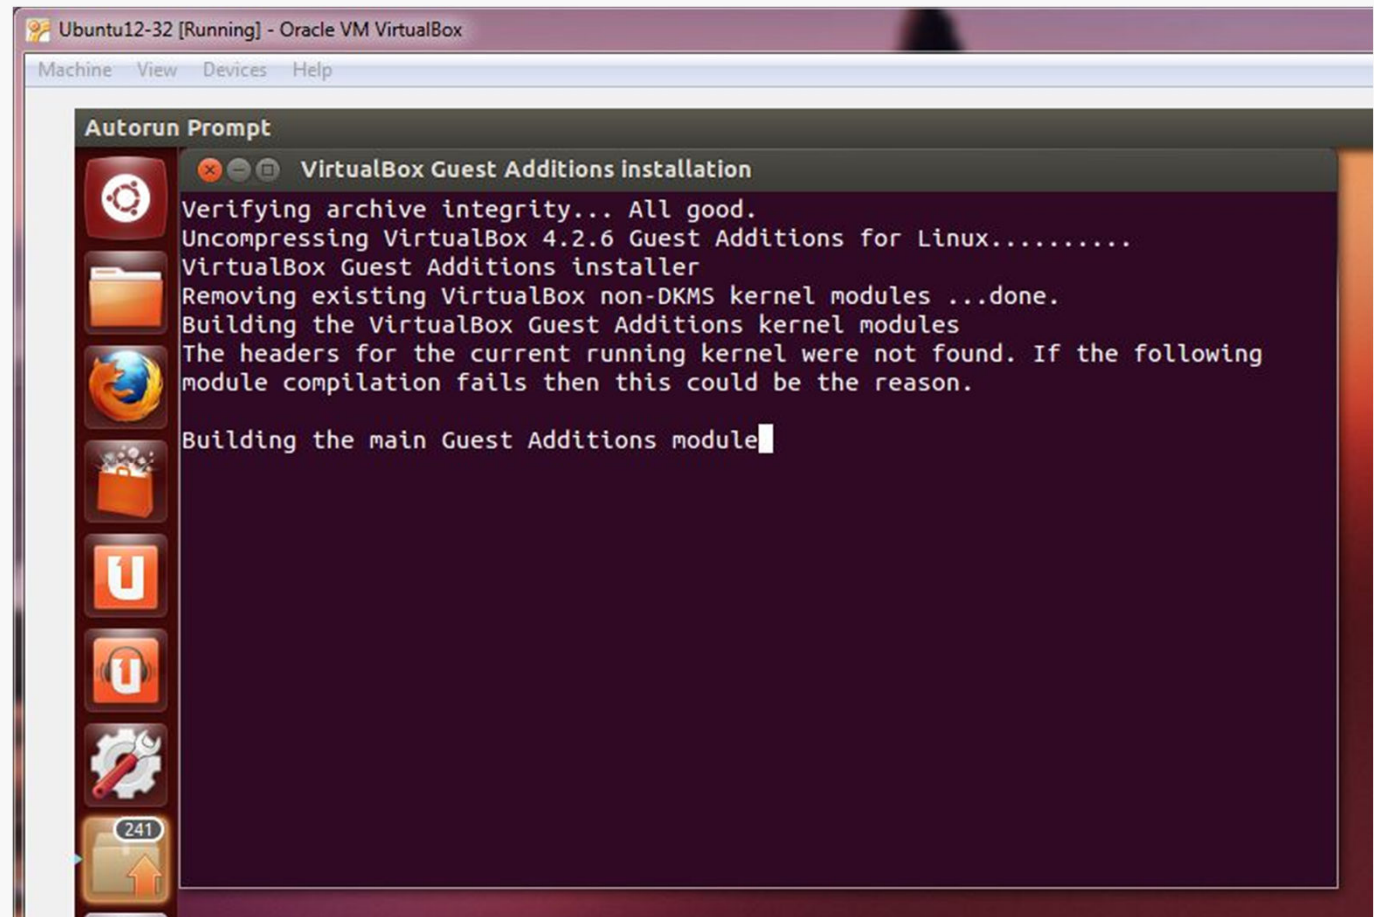 Ubuntu12-32 [Running] - Oracle VM VirtualBox
Machine View Devices Help
Autorun Prompt
VirtualBox Guest Additions installation
Verifying archive integrity... All good.
Uncompressing VirtualBox 4.2.6 Guest Additions for Linux..........
VirtualBox Guest Additions installer
Removing existing VirtualBox non-DKMS kernel modules ...done.
Building the VirtualBox Guest Additions kernel modules
The headers for the current running kernel were not found. If the following
module compilation fails then this could be the reason.
Building the main Guest Additions module
U
U
241